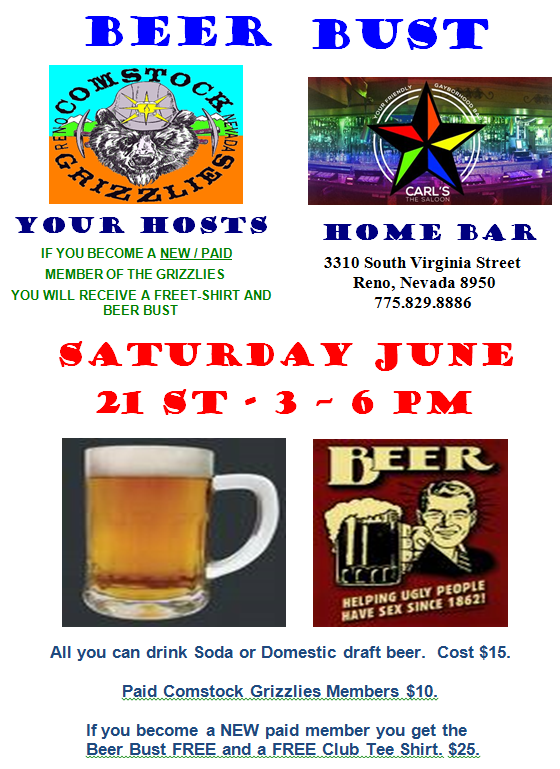 BEER BUST
COMSTOCK
RENO NEVADA
GRIZZLIES
YOUR FRIENDLY GAYBORHOOD
CARL'S
THE SALOON
YOUR HOSTS
HOME BAR
IF YOU BECOME A NEW / PAID
MEMBER OF THE GRIZZLIES
YOU WILL RECEIVE A FREET-SHIRT AND
BEER BUST
3310 South Virginia Street
Reno, Nevada 8950
775.829.8886
SATURDAY JUNE
21 ST - 3 ~ 6 PM
BEER
HELPING UGLY PEOPLE
HAVE SEX SINCE 1862!
All you can drink Soda or Domestic draft beer. Cost $15.
Paid Comstock Grizzlies Members $10.
If you become a NEW paid member you get the
Beer Bust FREE and a FREE Club Tee Shirt. $25.